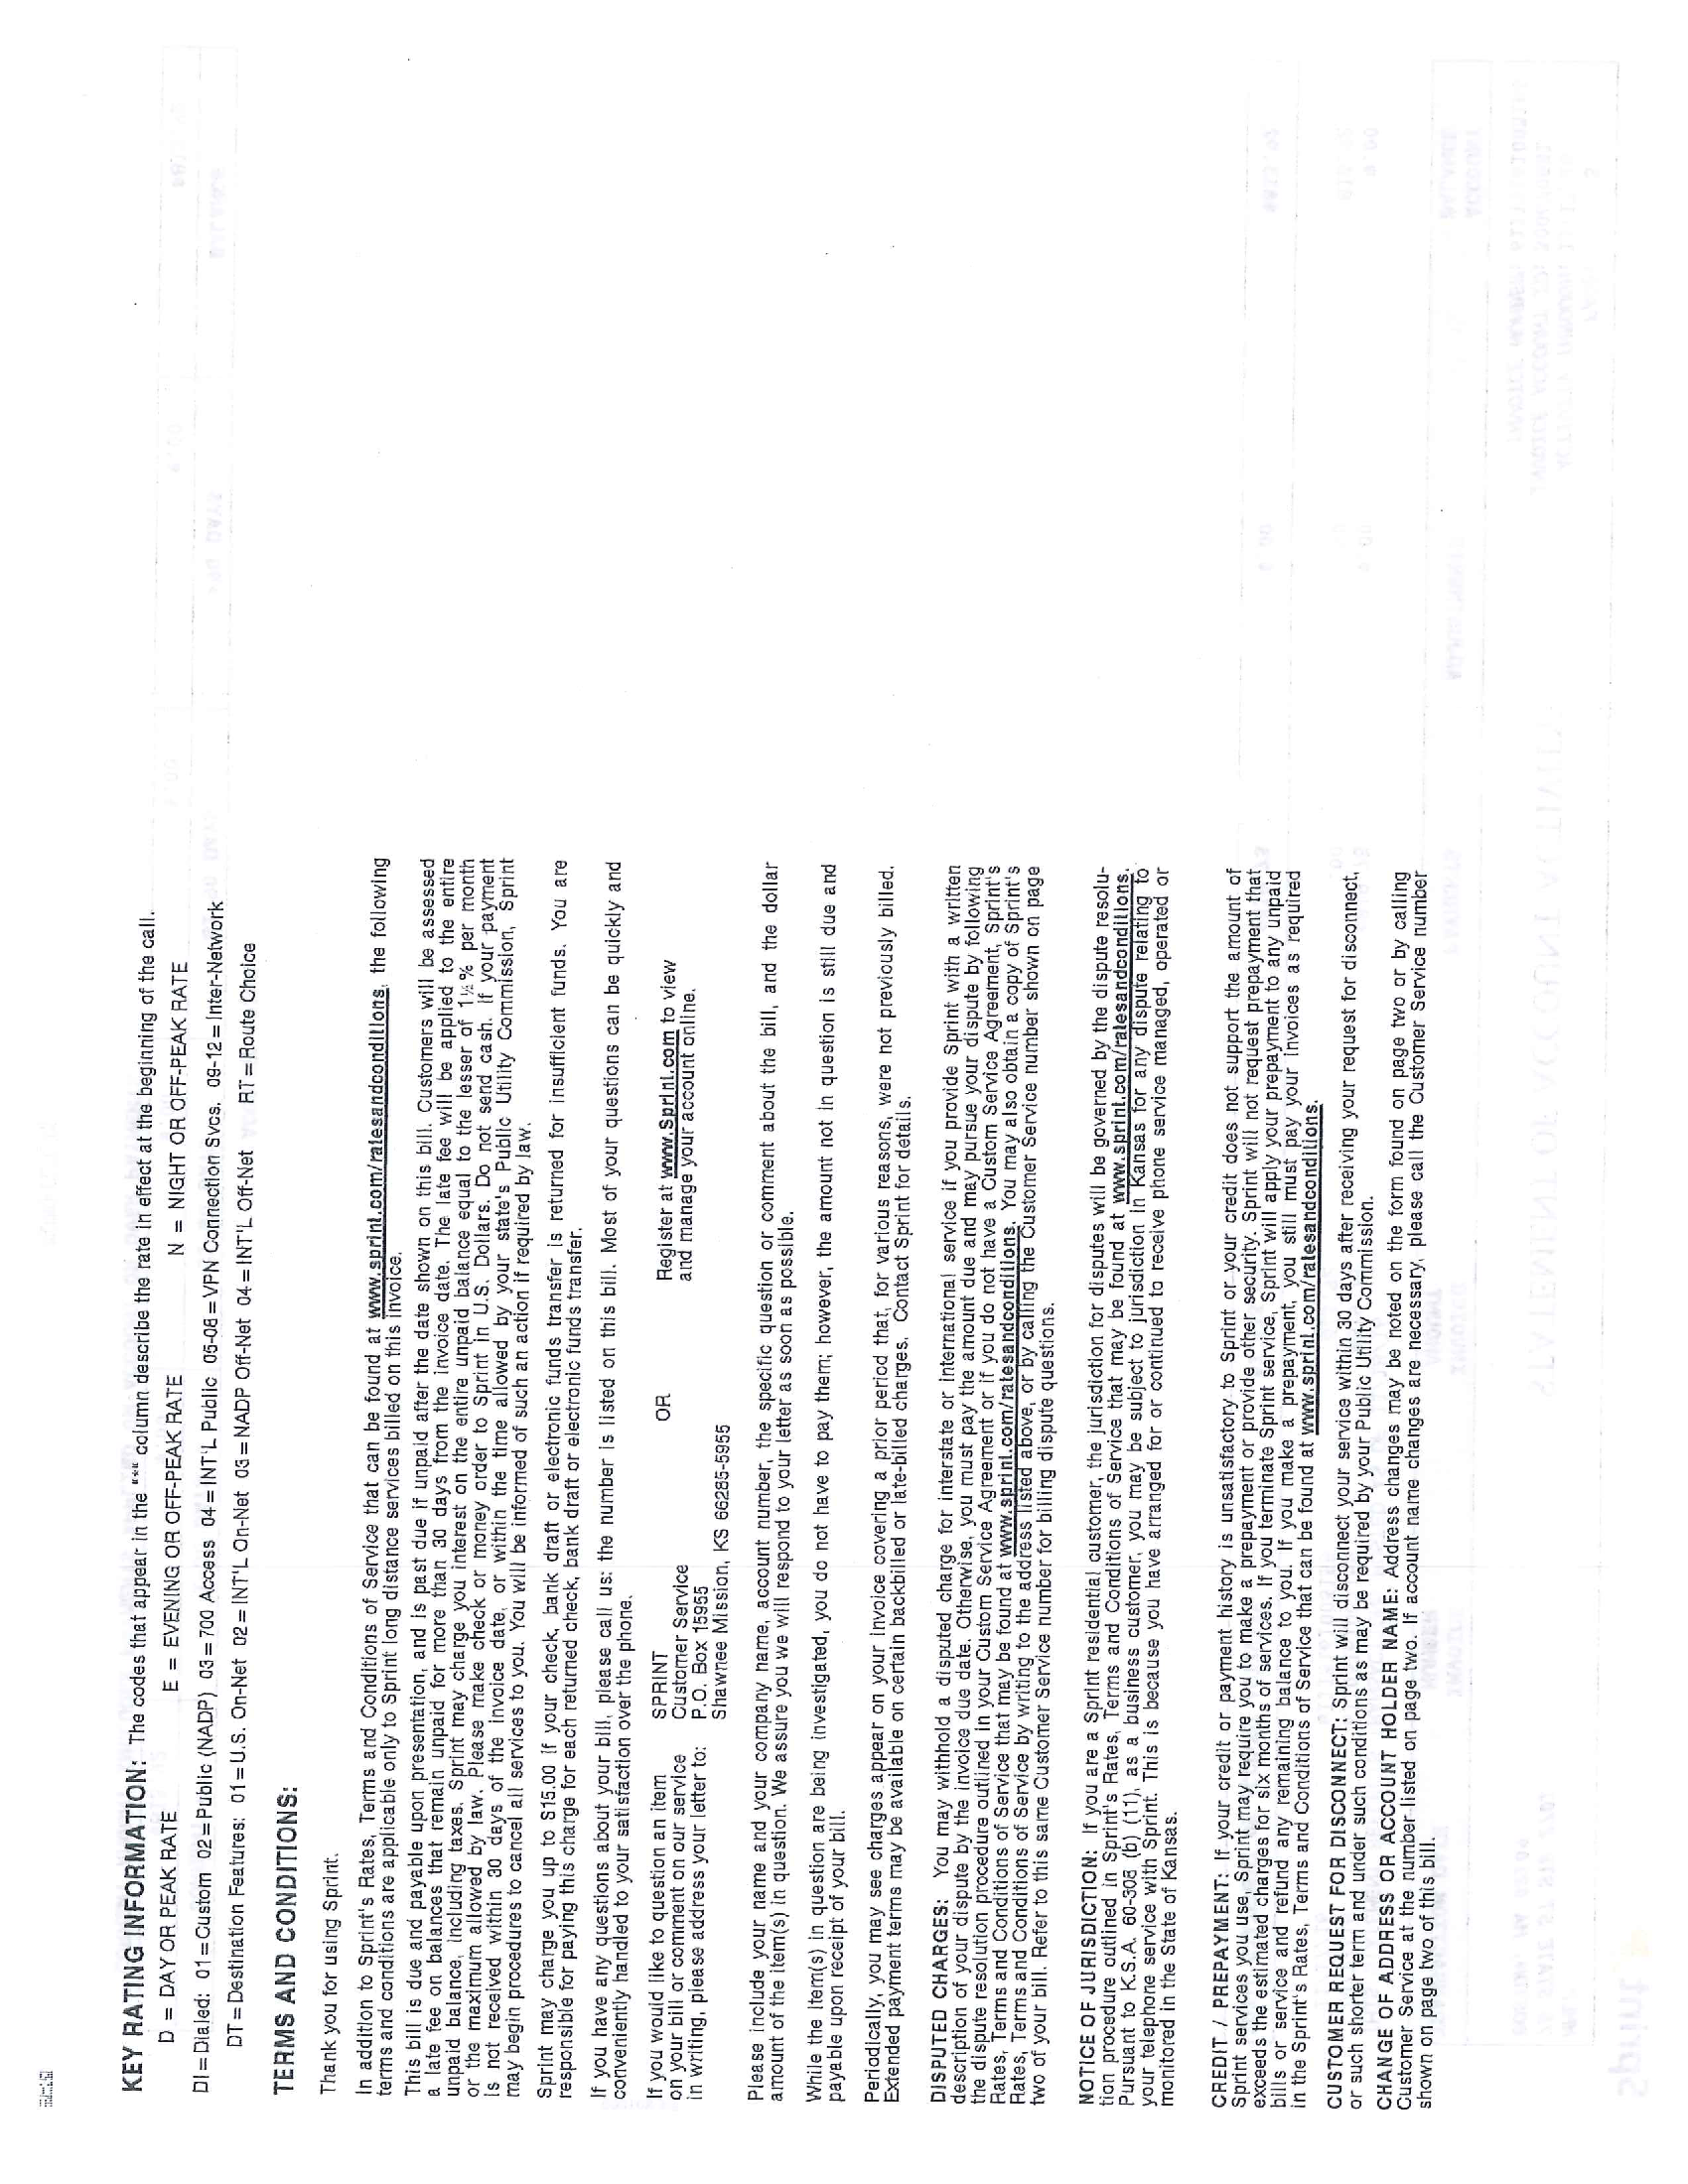 KEY RATING INFORMATION: The codes that appear in the "*" column describe the rate in effect at the beginning of the call.
D = DAY OR PEAK RATE E = EVENING OR OFF-PEAK RATE N = NIGHT OR OFF-PEAK RATE
DI=Dialed: 01=Custom 02=Public (NADP) 03=700 Access 04=INT'L Public 05-08=VPN Connection Svcs. 09-12=Inter-Network
DT=Destination Features: 01=U.S. On-Net 02=INT'L On-Net 03=NADP Off-Net 04=INT'L Off-Net RT=Route Choice
TERMS AND CONDITIONS:
Thank you for using Sprint.
In addition to Sprint's Rates, Terms and Conditions of Service that can be found at www.sprint.com/ratesandconditions, the following
terms and conditions are applicable only to Sprint long distance services billed on this invoice.
This bill is due and payable upon presentation, and is past due if unpaid after the date shown on this bill. Customers will be assessed
a late fee on balances that remain unpaid for more than 30 days from the invoice date. The late fee will be applied to the entire
unpaid balance, including taxes. Sprint may charge you interest on the entire unpaid balance equal to the lesser of 1½% per month
or the maximum allowed by law. Please make check or money order to Sprint in U.S. Dollars. Do not send cash. If your payment
is not received within 30 days of the invoice date, or within the time allowed by your state's Public Utility Commission, Sprint
may begin procedures to cancel all services to you. You will be informed of such an action if required by law.
Sprint may charge you up to $15.00 if your check, bank draft or electronic funds transfer is returned for insufficient funds. You are
responsible for paying this charge for each returned check, bank draft or electronic funds transfer.
If you have any questions about your bill, please call us: the number is listed on this bill. Most of your questions can be quickly and
conveniently handled to your satisfaction over the phone.
If you would like to question an item SPRINT OR Register at www.Sprint.com to view
on your bill or comment on our service Customer Service and manage your account online.
in writing, please address your letter to: P.O. Box 15955
Shawnee Mission, KS 66285-5955
Please include your name and your company name, account number, the specific question or comment about the bill, and the dollar
amount of the item(s) in question. We assure you we will respond to your letter as soon as possible.
While the item(s) in question are being investigated, you do not have to pay them; however, the amount not in question is still due and
payable upon receipt of your bill.
Periodically, you may see charges appear on your invoice covering a prior period that, for various reasons, were not previously billed.
Extended payment terms may be available on certain backbilled or late-billed charges. Contact Sprint for details.
DISPUTED CHARGES: You may withhold a disputed charge for interstate or international service if you provide Sprint with a written
description of your dispute by the invoice due date. Otherwise, you must pay the amount due and may pursue your dispute by following
the dispute resolution procedure outlined in your Custom Service Agreement or if you do not have a Custom Service Agreement, Sprint's
Rates, Terms and Conditions of Service that may be found at www.sprint.com/ratesandconditions. You may also obtain a copy of Sprint's
Rates, Terms and Conditions of Service by writing to the address listed above, or by calling the Customer Service number shown on page
two of your bill. Refer to this same Customer Service number for billing dispute questions.
NOTICE OF JURISDICTION: If you are a Sprint residential customer, the jurisdiction for disputes will be governed by the dispute resolu-
tion procedure outlined in Sprint's Rates, Terms and Conditions of Service that may be found at www.sprint.com/ratesandconditions.
Pursuant to K.S.A. 60-308 (b) (11), as a business customer, you may be subject to jurisdiction in Kansas for any dispute relating to
your telephone service with Sprint. This is because you have arranged for or continued to receive phone service managed, operated or
monitored in the State of Kansas.
CREDIT / PREPAYMENT: If your credit or payment history is unsatisfactory to Sprint or your credit does not support the amount of
Sprint services you use, Sprint may require you to make a prepayment or provide other security. Sprint will not request prepayment that
exceeds the estimated charges for six months of services. If you terminate Sprint service, Sprint will apply your prepayment to any unpaid
bills or service and refund any remaining balance to you. If you make a prepayment, you still must pay your invoices as required
in the Sprint's Rates, Terms and Conditions of Service that can be found at www.sprint.com/ratesandconditions.
CUSTOMER REQUEST FOR DISCONNECT: Sprint will disconnect your service within 30 days after receiving your request for disconnect,
or such shorter term and under such conditions as may be required by your Public Utility Commission.
CHANGE OF ADDRESS OR ACCOUNT HOLDER NAME: Address changes may be noted on the form found on page two or by calling
Customer Service at the number listed on page two. If account name changes are necessary, please call the Customer Service number
shown on page two of this bill.